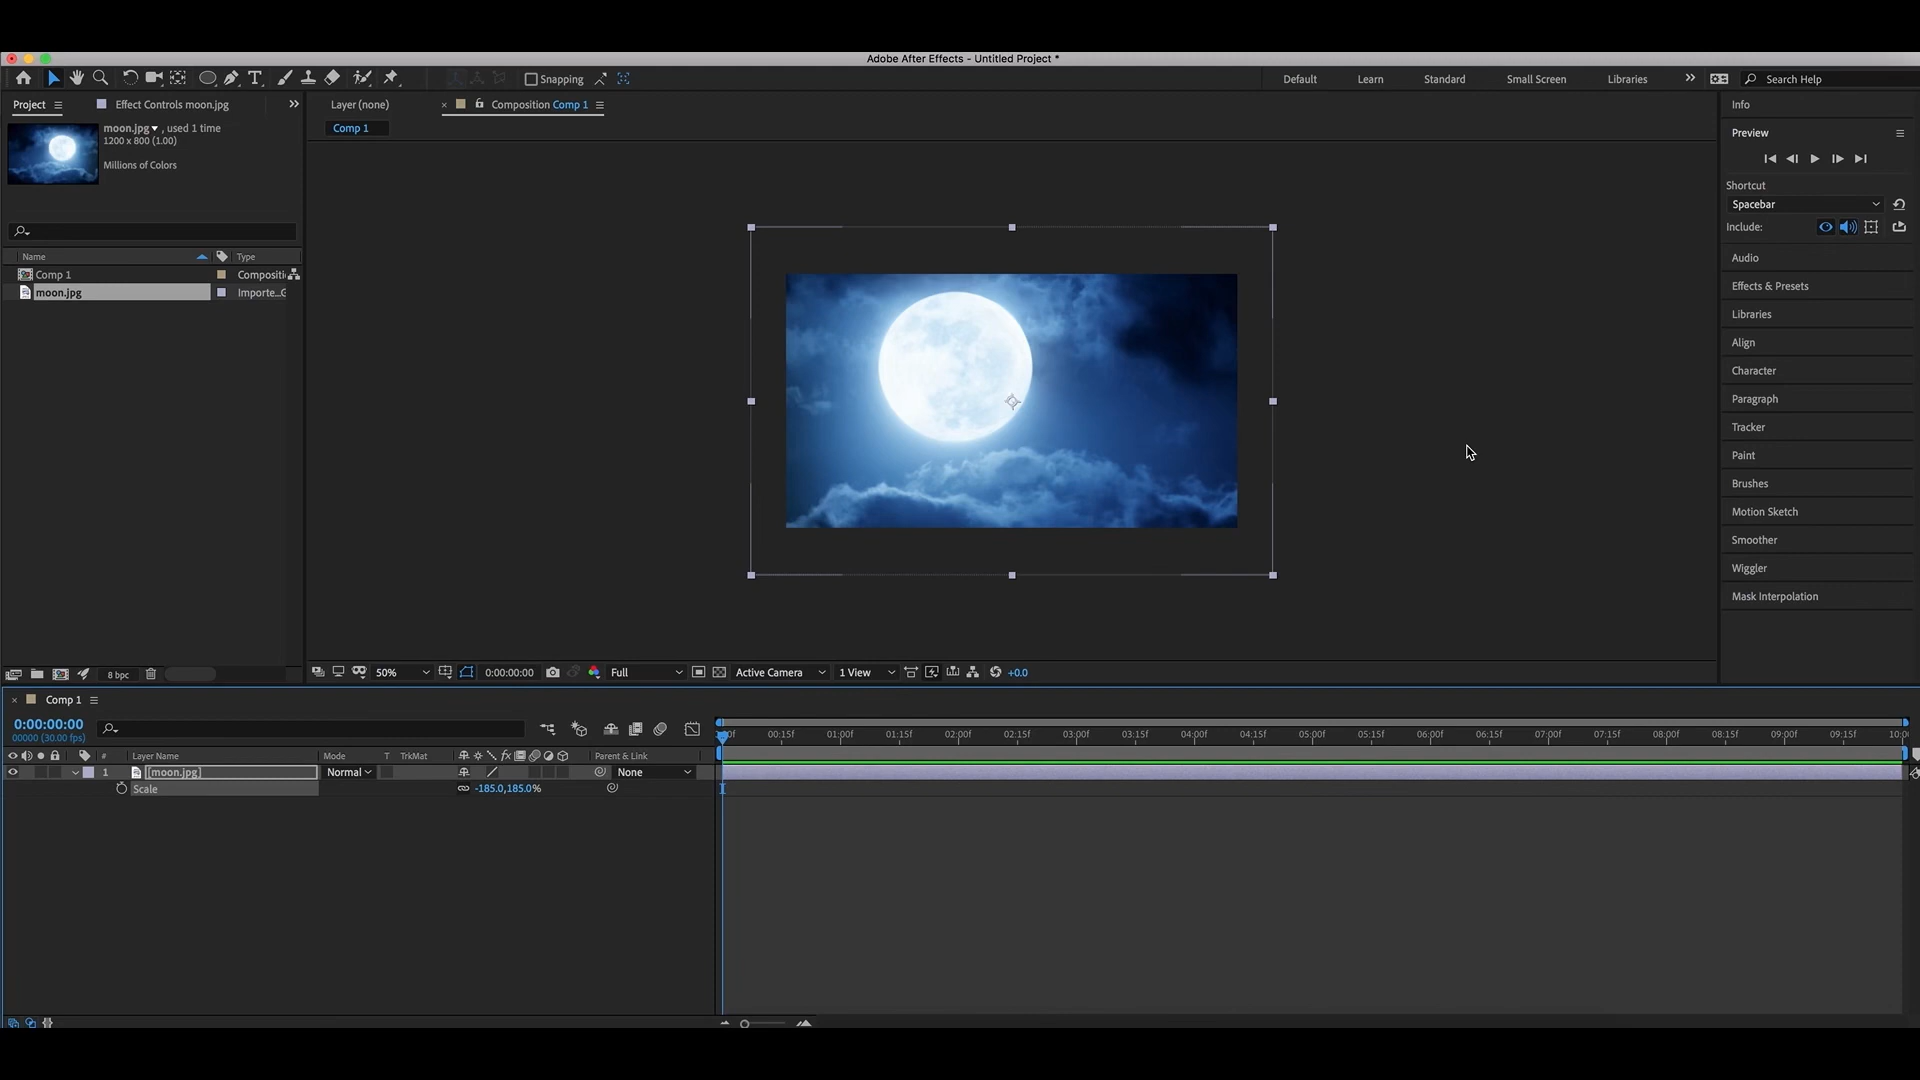 Adobe After Effects - Untitled Project *
Snapping
Default
Learn
Standard
Small Screen
Libraries
Search Help
Project
Effect Controls moon.jpg
moon.jpg , used 1 time
1200 x 800 (1.00)
Millions of Colors
Name
Type
Comp 1
Compositi
moon.jpg
Importe...G
8 bpc
Layer (none)
Composition Comp 1
Comp 1
50%
0:00:00:00
Full
Active Camera
1 View
+0.0
Info
Preview
Shortcut
Spacebar
Include:
Audio
Effects & Presets
Libraries
Align
Character
Paragraph
Tracker
Paint
Brushes
Motion Sketch
Smoother
Wiggler
Mask Interpolation
Comp 1
0:00:00:00
00000 (30.00 fps)
# Layer Name Mode T TrkMat fx Parent & Link
1 [moon.jpg] Normal None
Scale -185.0,185.0%
00:15f 01:00f 01:15f 02:00f 02:15f 03:00f 03:15f 04:00f 04:15f 05:00f 05:15f 06:00f 06:15f 07:00f 07:15f 08:00f 08:15f 09:00f 09:15f 10:0